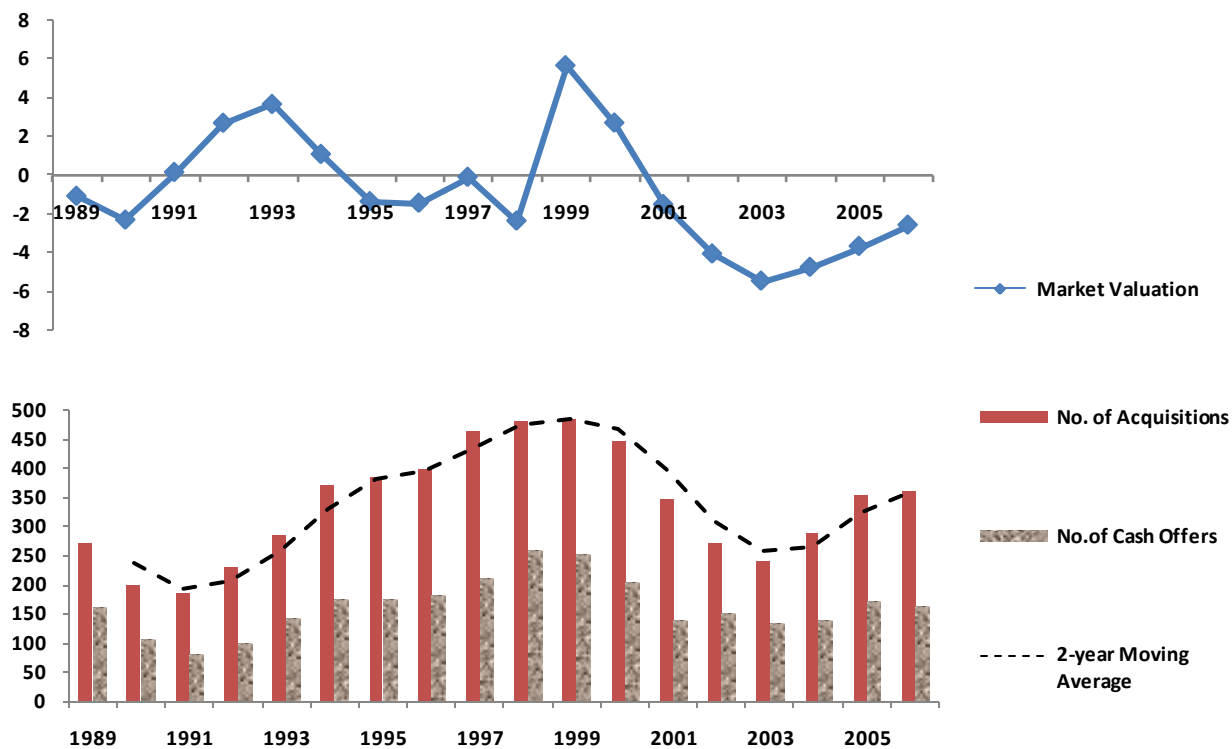 8
6
4
2
0
-2
-4
-6
-8
1989 1991 1993 1995 1997 1999 2001 2003 2005
Market Valuation
500
450
400
350
300
250
200
150
100
50
0
1989 1991 1993 1995 1997 1999 2001 2003 2005
No. of Acquisitions
No.of Cash Offers
2-year Moving
Average